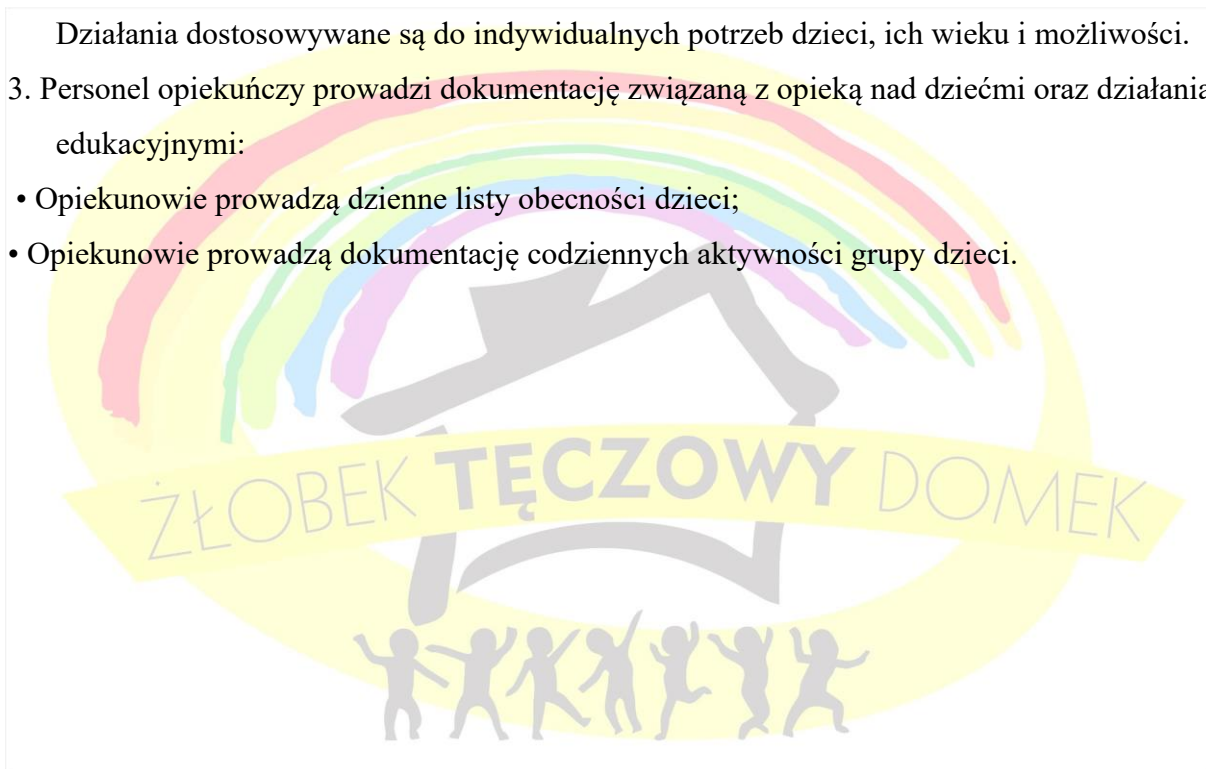 Działania dostosowywane są do indywidualnych potrzeb dzieci, ich wieku i możliwości.
3. Personel opiekuńczy prowadzi dokumentację związaną z opieką nad dziećmi oraz działania
edukacyjnymi:
• Opiekunowie prowadzą dzienne listy obecności dzieci;
• Opiekunowie prowadzą dokumentację codziennych aktywności grupy dzieci.
ŻŁOBEK TĘCZOWY DOMEK